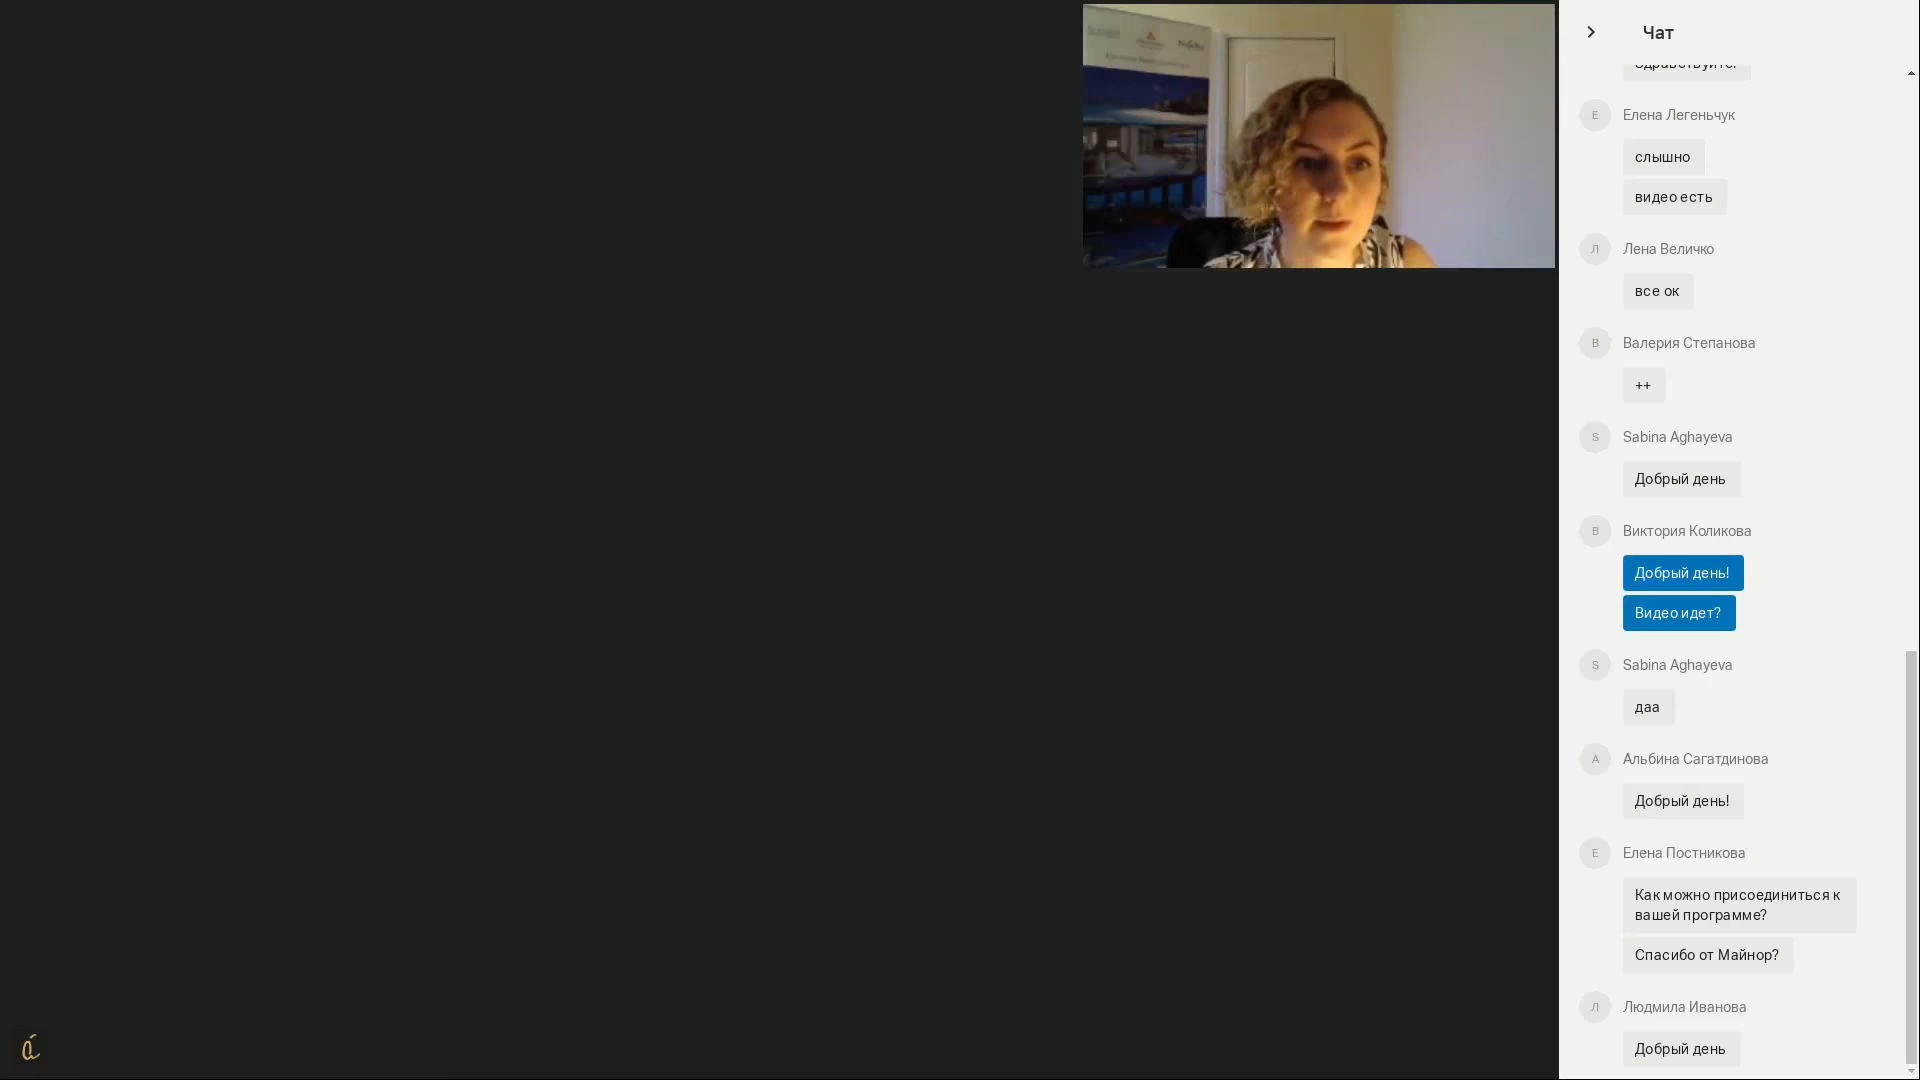 Чат
Здравствуйте!
Елена Легеньчук
слышно
видео есть
Лена Величко
все ок
Валерия Степанова
++
Sabina Aghayeva
Добрый день
Виктория Коликова
Добрый день!
Видео идет?
Sabina Aghayeva
даа
Альбина Сагатдинова
Добрый день!
Елена Постникова
Как можно присоединиться к
вашей программе?
Спасибо от Майнор?
Людмила Иванова
Добрый день